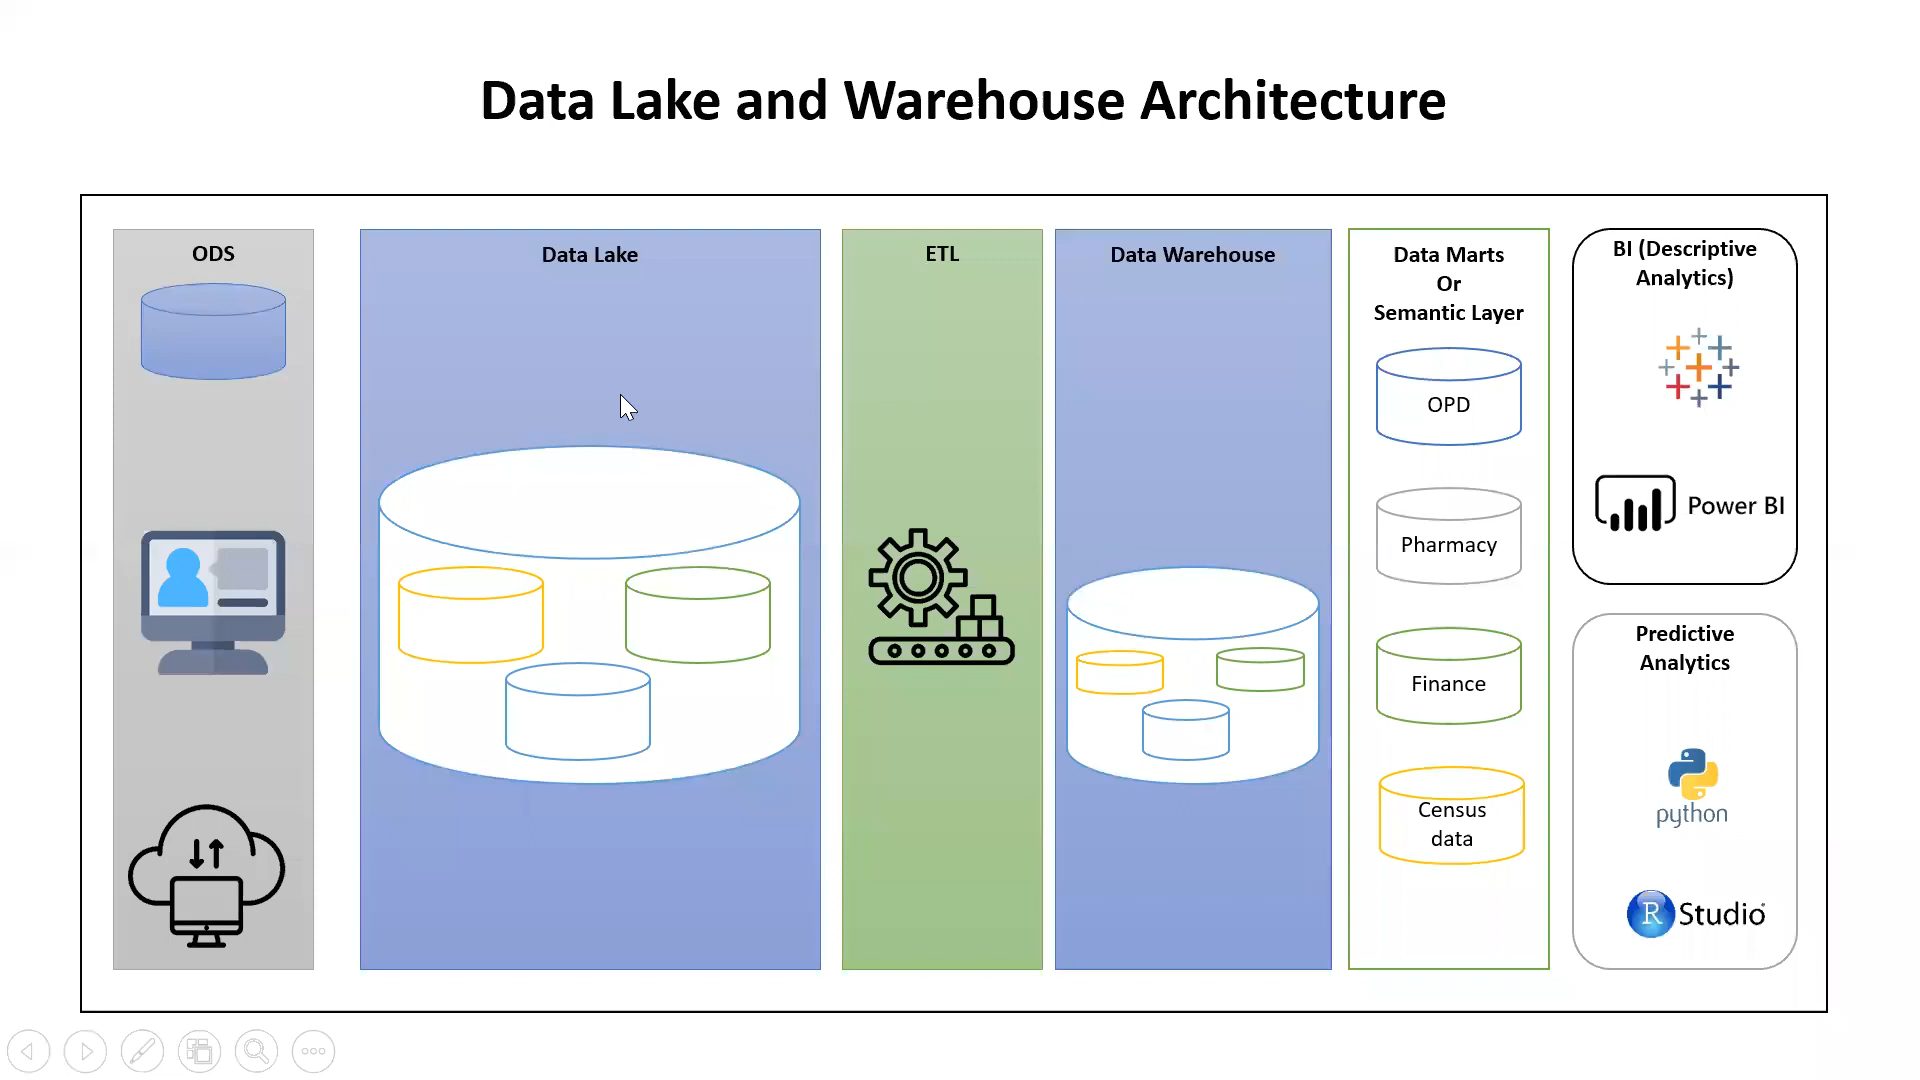 Data Lake and Warehouse Architecture
ODS
Data Lake
ETL
Data Warehouse
Data Marts
Or
Semantic Layer
OPD
Pharmacy
Finance
Census
data
BI (Descriptive
Analytics)
Power BI
Predictive
Analytics
python
R Studio